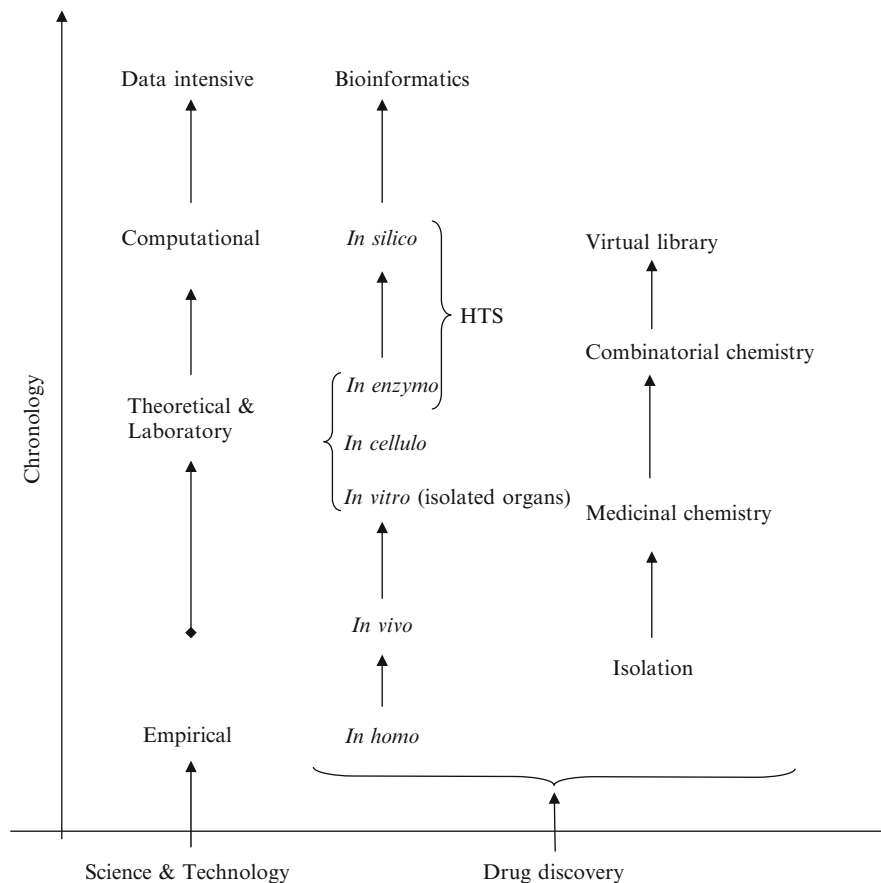 Data intensive
Bioinformatics
Computational
In silico
Virtual library
HTS
Combinatorial chemistry
In enzymo
Theoretical &
Laboratory
In cellulo
In vitro (isolated organs)
Medicinal chemistry
Chronology
In vivo
Isolation
Empirical
In homo
Science & Technology
Drug discovery